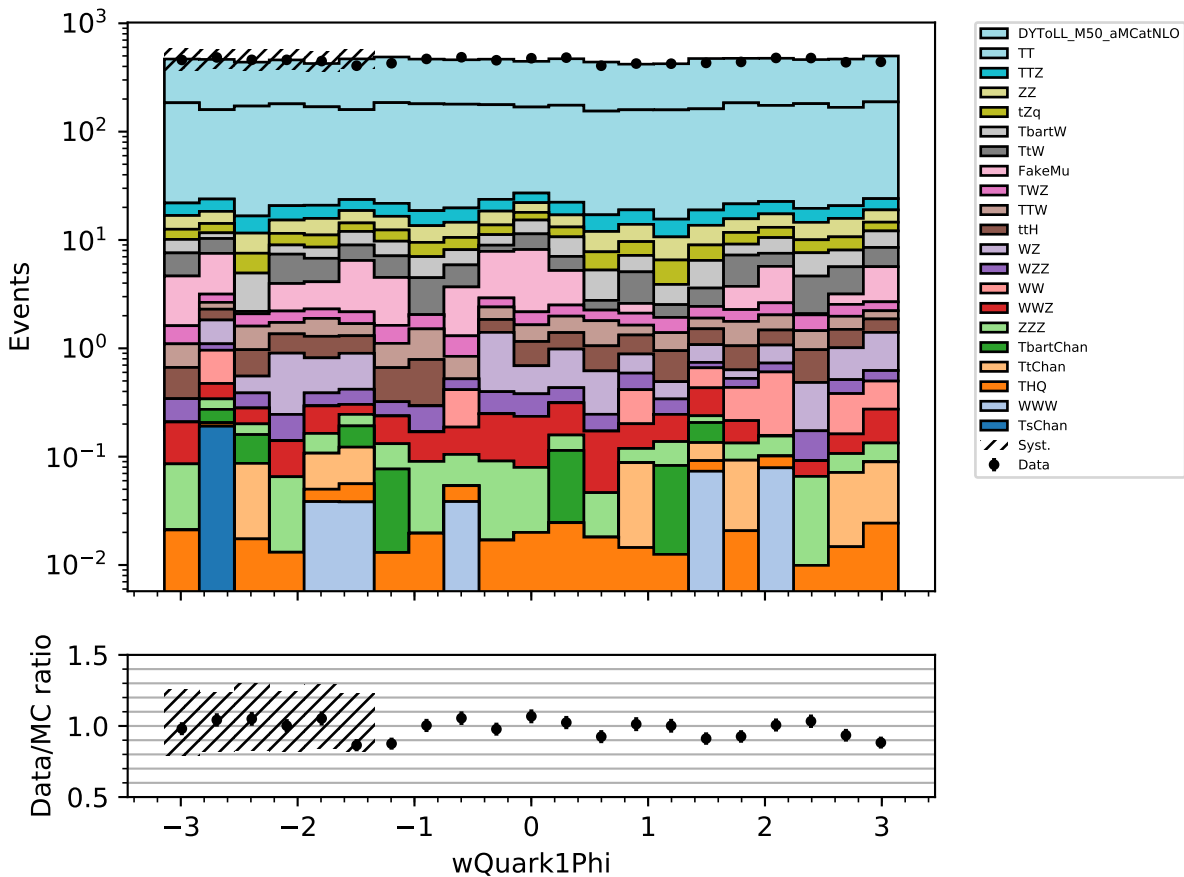 10³
10²
10¹
10⁰
10⁻¹
10⁻²
Events
DYToLL_M50_aMCatNLO
TT
TTZ
ZZ
tZq
TbartW
TtW
FakeMu
TWZ
TTW
ttH
WZ
WZZ
WW
WWZ
ZZZ
TbartChan
TtChan
THQ
WWW
TsChan
Syst.
Data
1.5
1.0
0.5
Data/MC ratio
−3 −2 −1 0 1 2 3
wQuark1Phi